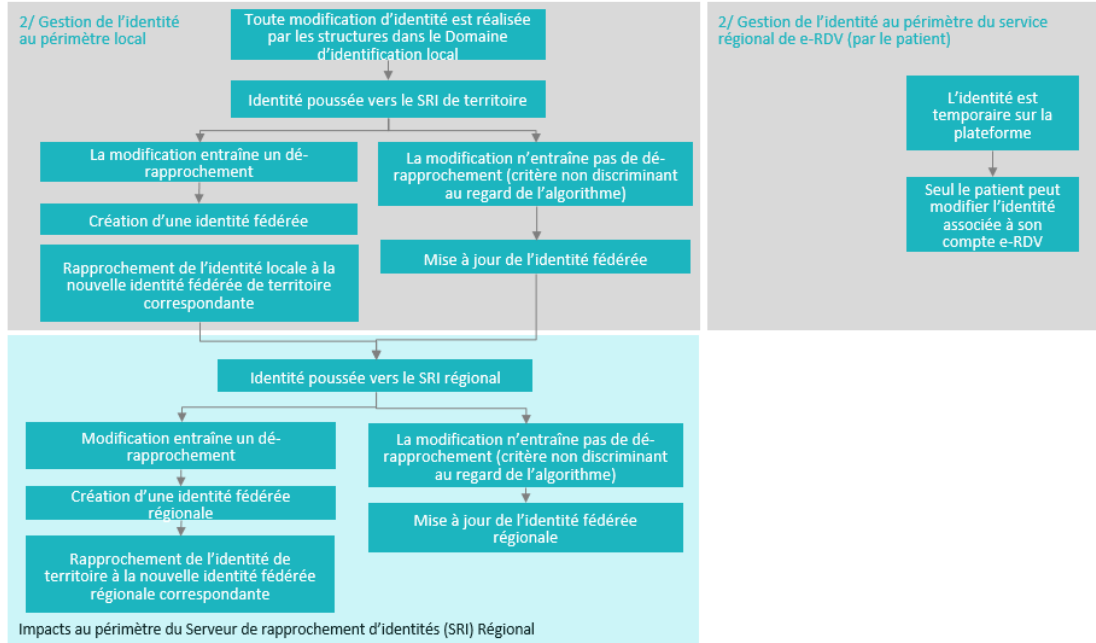 2/ Gestion de l’identité
au périmètre local
Toute modification d’identité est réalisée
par les structures dans le Domaine
d’identification local
Identité poussée vers le SRI de territoire
La modification entraîne un dé-
rapprochement
Création d’une identité fédérée
Rapprochement de l’identité locale à la
nouvelle identité fédérée de territoire
correspondante
La modification n’entraîne pas de dé-
rapprochement (critère non discriminant
au regard de l’algorithme)
Mise à jour de l’identité fédérée
2/ Gestion de l’identité au périmètre du service
régional de e-RDV (par le patient)
L’identité est
temporaire sur la
plateforme
Seul le patient peut
modifier l’identité
associée à son
compte e-RDV
Identité poussée vers le SRI régional
Modification entraîne un dé-
rapprochement
Création d’une identité fédérée
régionale
Rapprochement de l’identité de
territoire à la nouvelle identité fédérée
régionale correspondante
La modification n’entraîne pas de dé-
rapprochement (critère non discriminant
au regard de l’algorithme)
Mise à jour de l’identité fédérée
régionale
Impacts au périmètre du Serveur de rapprochement d’identités (SRI) Régional